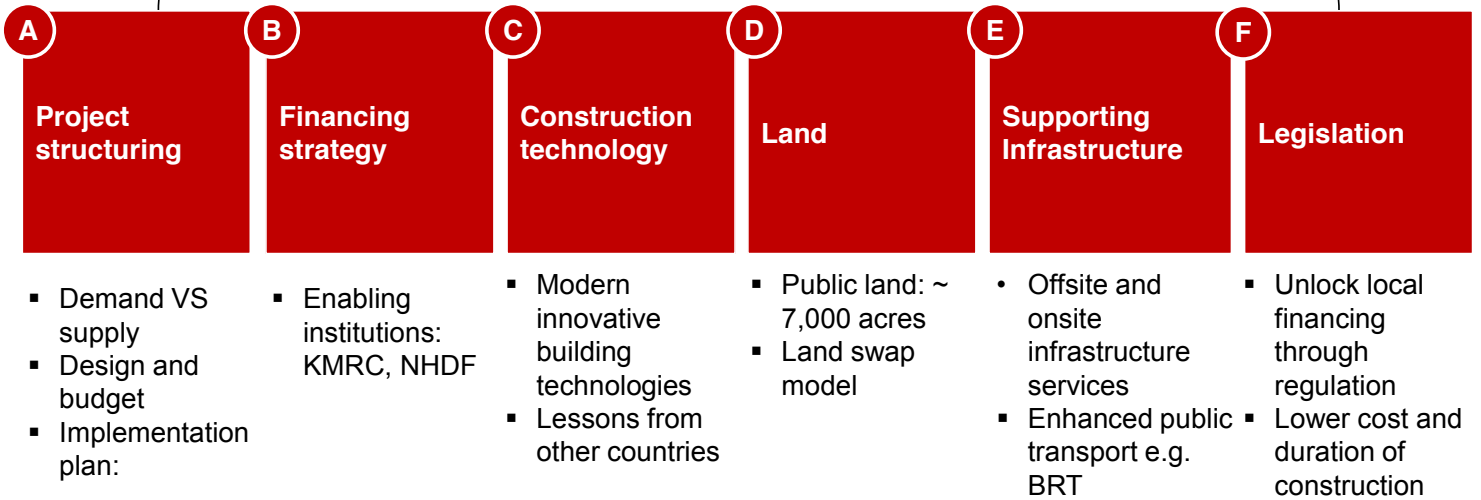 A
Project
structuring
▪ Demand VS
supply
▪ Design and
budget
▪ Implementation
plan:
B
Financing
strategy
▪ Enabling
institutions:
KMRC, NHDF
C
Construction
technology
▪ Modern
innovative
building
technologies
▪ Lessons from
other countries
D
Land
▪ Public land: ~
7,000 acres
▪ Land swap
model
E
Supporting
Infrastructure
• Offsite and
onsite
infrastructure
services
▪ Enhanced public
transport e.g.
BRT
F
Legislation
▪ Unlock local
financing
through
regulation
▪ Lower cost and
duration of
construction